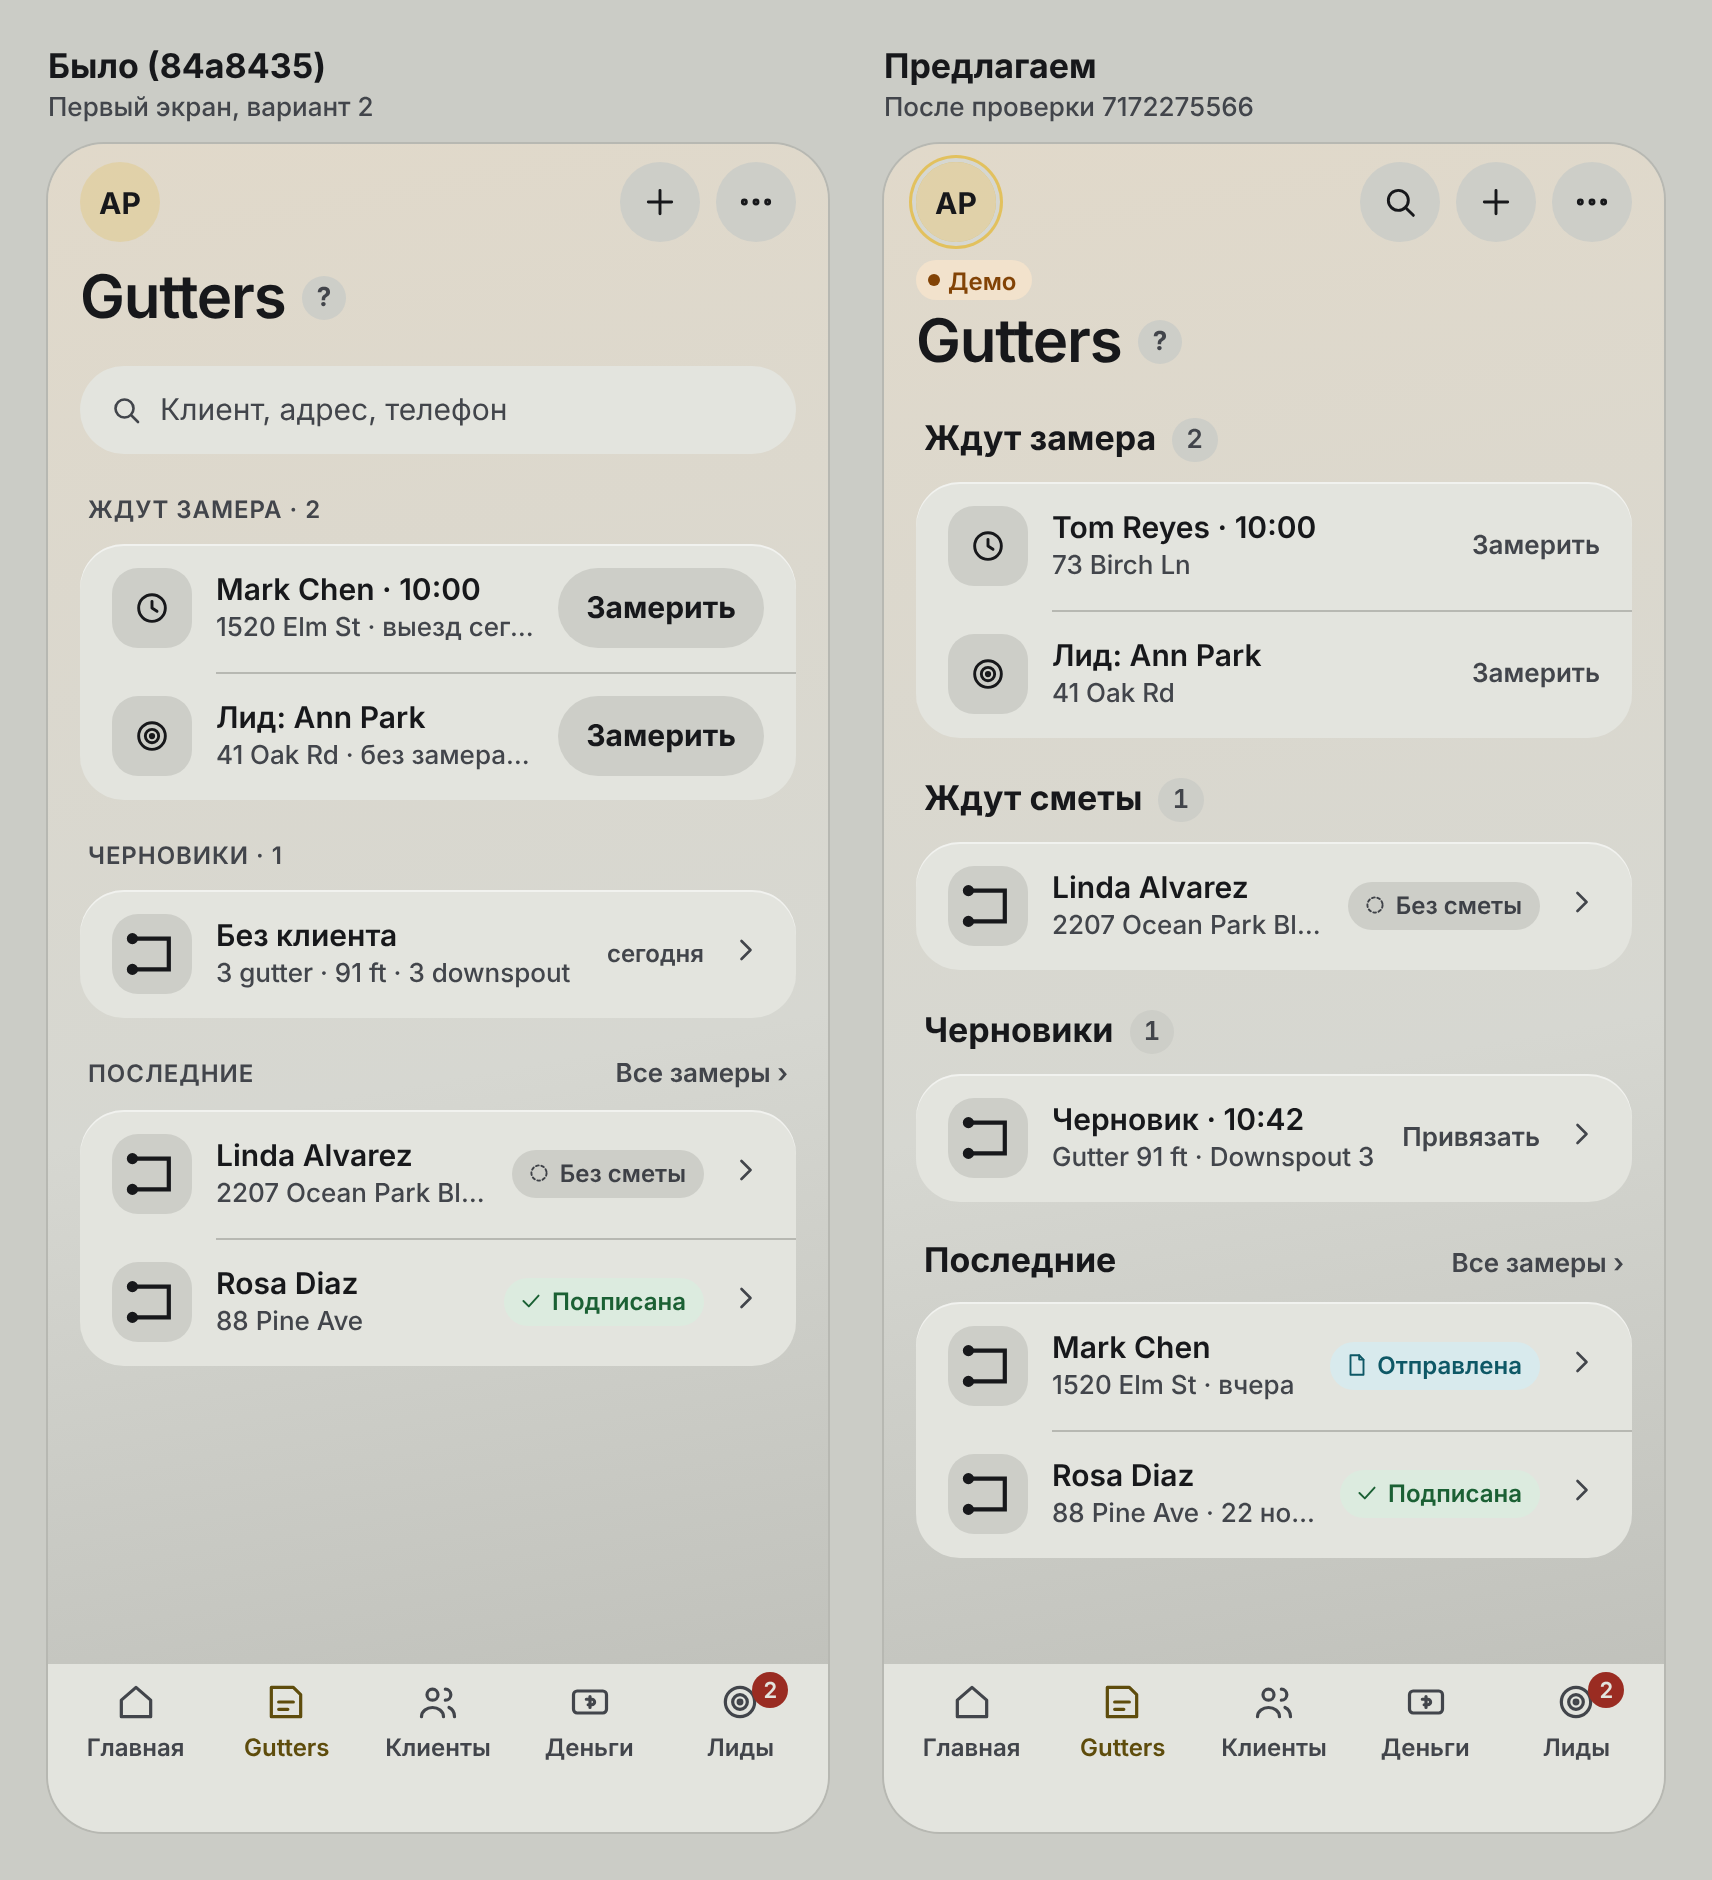 Было (84a8435)
Первый экран, вариант 2
AP
Gutters ?
Клиент, адрес, телефон
ЖДУТ ЗАМЕРА · 2
Mark Chen · 10:00
1520 Elm St · выезд сег...
Замерить
Лид: Ann Park
41 Oak Rd · без замера...
Замерить
ЧЕРНОВИКИ · 1
Без клиента
3 gutter · 91 ft · 3 downspout
сегодня
ПОСЛЕДНИЕ
Все замеры ›
Linda Alvarez
2207 Ocean Park Bl...
Без сметы
Rosa Diaz
88 Pine Ave
Подписана
Главная
Gutters
Клиенты
Деньги
Лиды
2
Предлагаем
После проверки 7172275566
AP
Демо
Gutters ?
Ждут замера 2
Tom Reyes · 10:00
73 Birch Ln
Замерить
Лид: Ann Park
41 Oak Rd
Замерить
Ждут сметы 1
Linda Alvarez
2207 Ocean Park Bl...
Без сметы
Черновики 1
Черновик · 10:42
Gutter 91 ft · Downspout 3
Привязать
Последние
Все замеры ›
Mark Chen
1520 Elm St · вчера
Отправлена
Rosa Diaz
88 Pine Ave · 22 но...
Подписана
Главная
Gutters
Клиенты
Деньги
Лиды
2